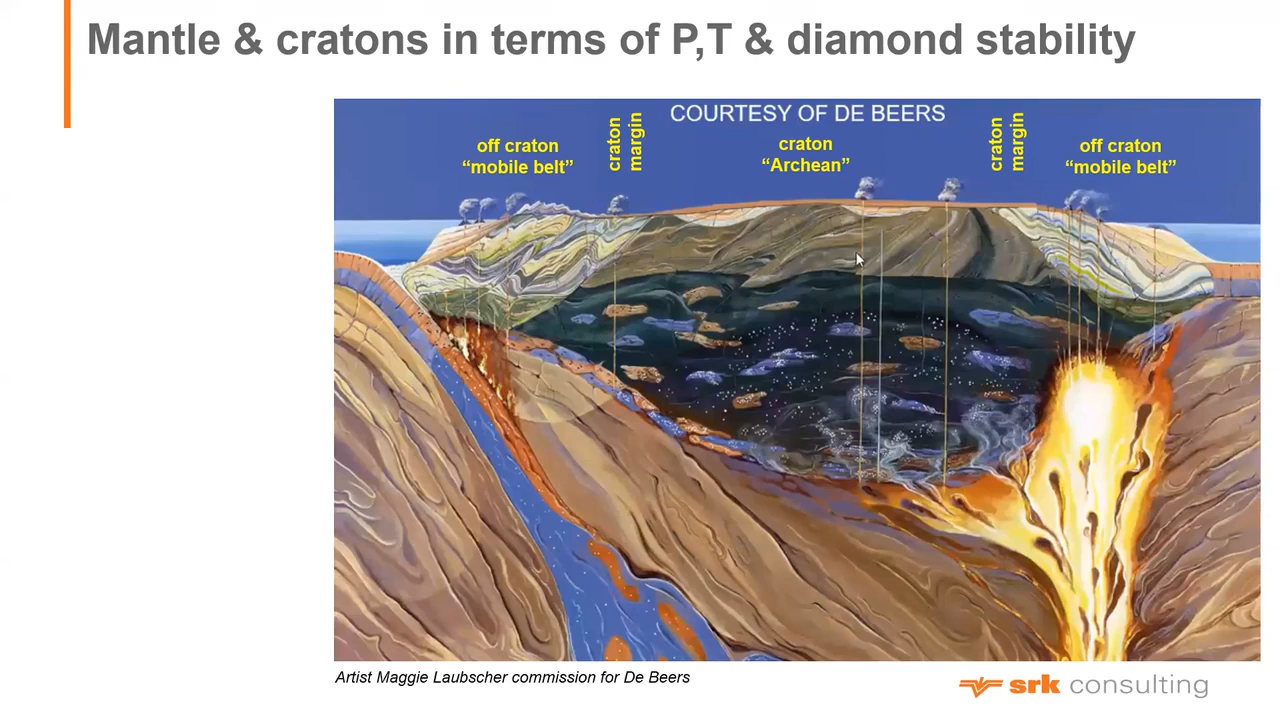 Mantle & cratons in terms of P,T & diamond stability
COURTESY OF DE BEERS
off craton
“mobile belt”
craton
margin
craton
“Archean”
craton
margin
off craton
“mobile belt”
Artist Maggie Laubscher commission for De Beers
srk consulting